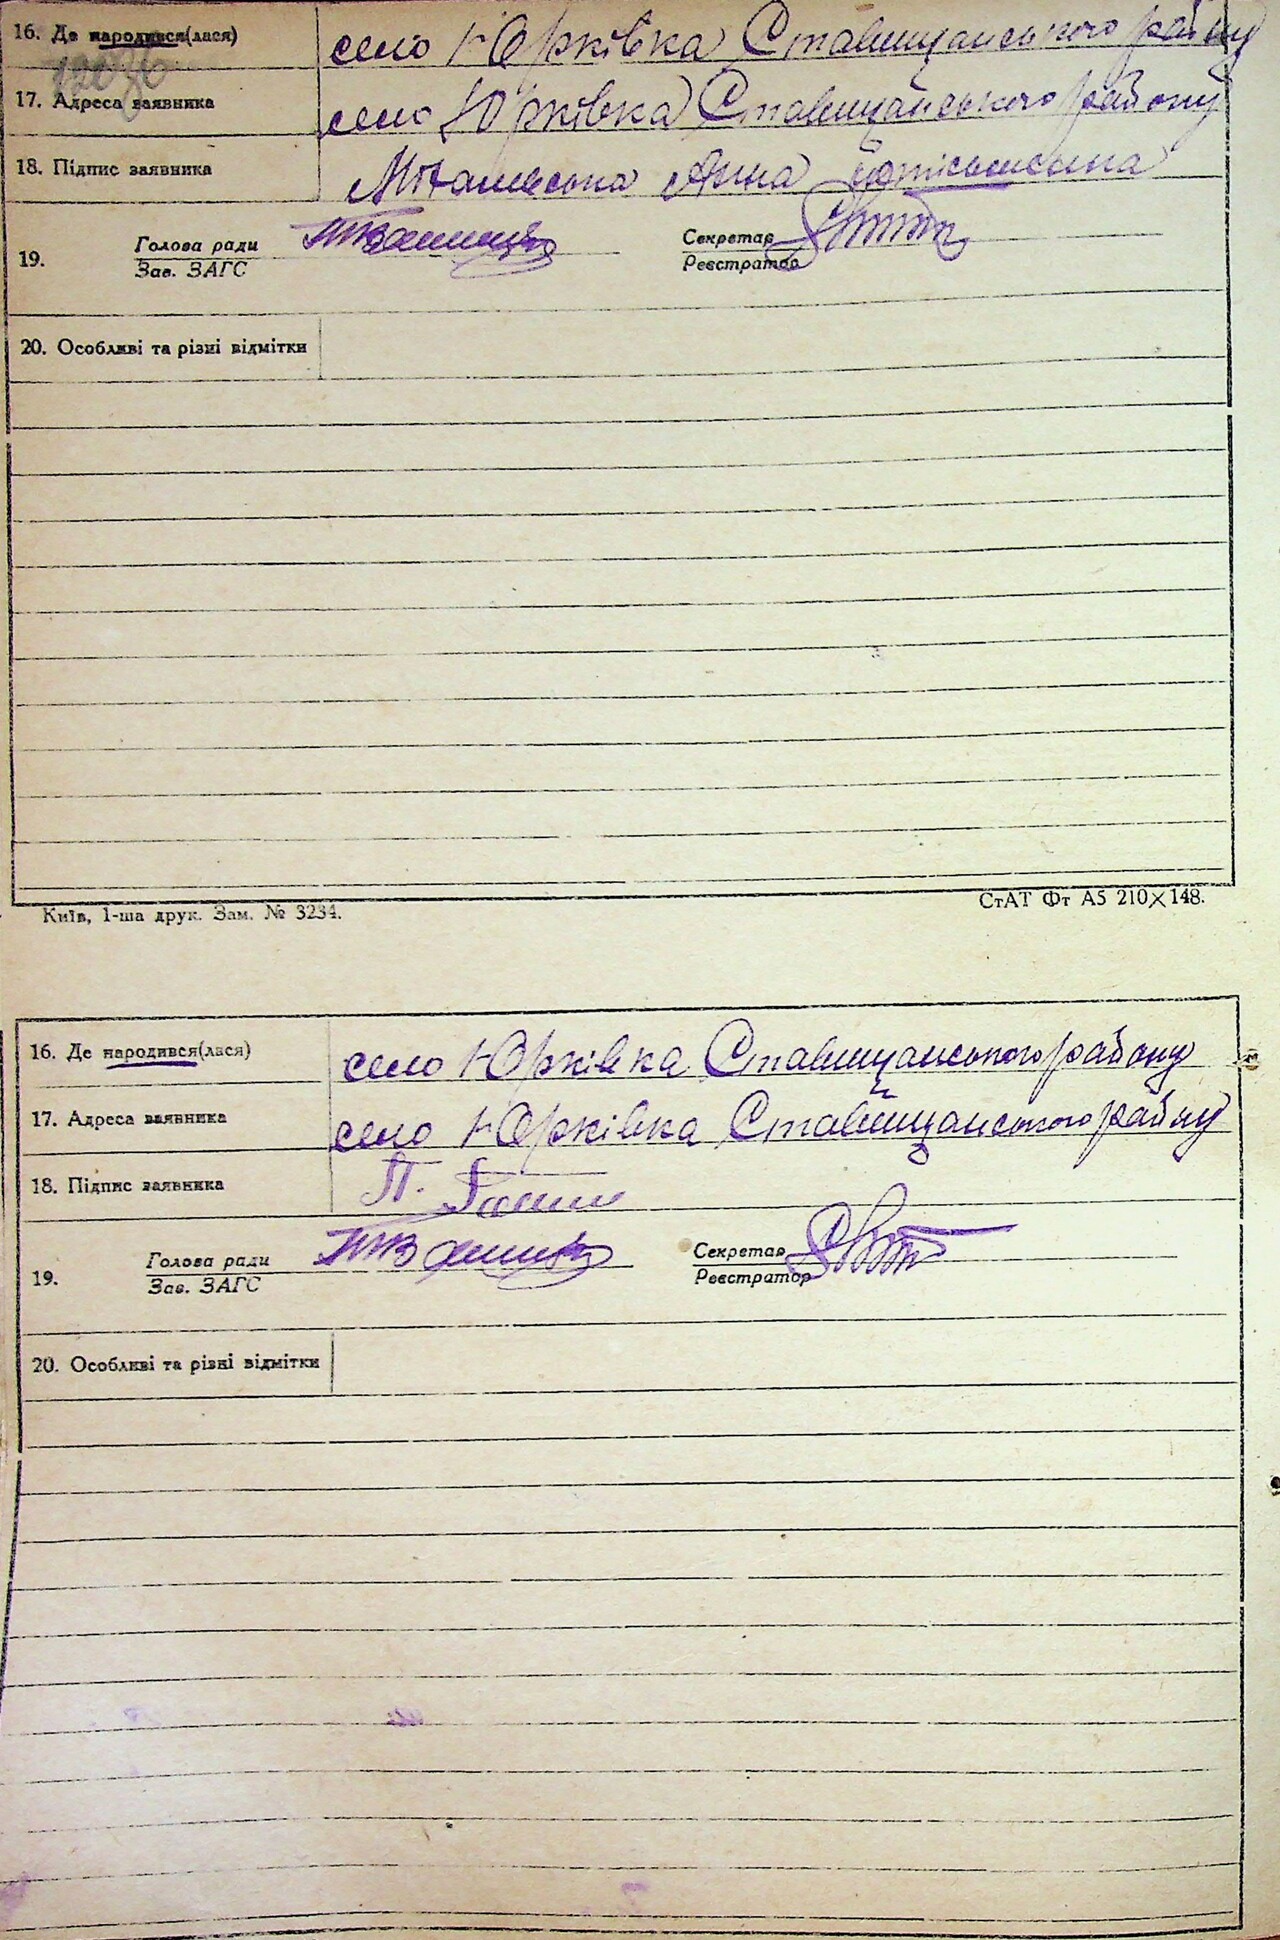 16. Де народився(лася) село Юрківка Ставищанського району
17. Адреса заявника село Юрківка Ставищанського району
18. Підпис заявника Анна
Голова ради Секретар
19.
Зав. ЗАГС Реєстратор
20. Особливі та різні відмітки
Київ, 1-ша друк. Зам. № 3234. СтАТ Фт А5 210×148.
16. Де народився(лася) село Юрківка Ставищанського району
17. Адреса заявника село Юрківка Ставищанського району
18. Підпис заявника П.
Голова ради Секретар
19.
Зав. ЗАГС Реєстратор
20. Особливі та різні відмітки